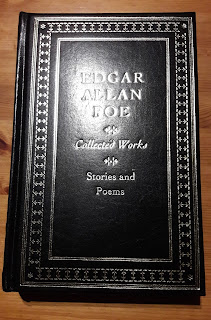 EDGAR
ALLAN
POE
Collected Works
Stories and
Poems